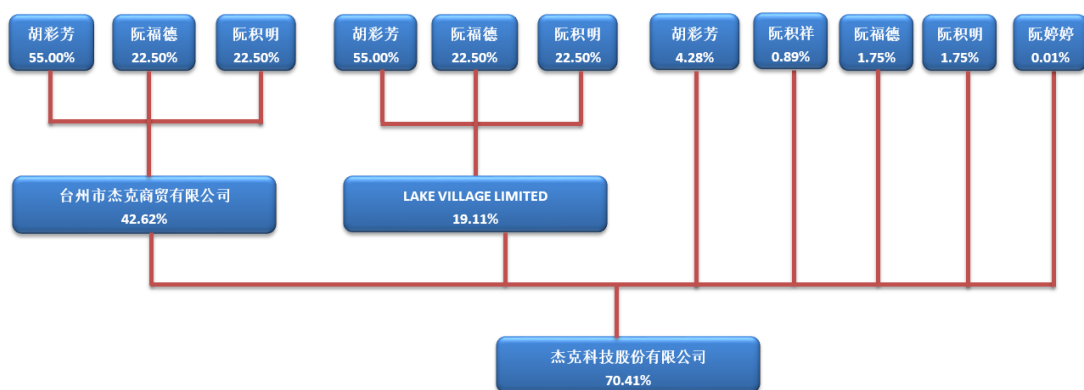 胡彩芳
55.00%
阮福德
22.50%
阮积明
22.50%
胡彩芳
55.00%
阮福德
22.50%
阮积明
22.50%
胡彩芳
4.28%
阮积祥
0.89%
阮福德
1.75%
阮积明
1.75%
阮婷婷
0.01%
台州市杰克商贸有限公司
42.62%
LAKE VILLAGE LIMITED
19.11%
杰克科技股份有限公司
70.41%